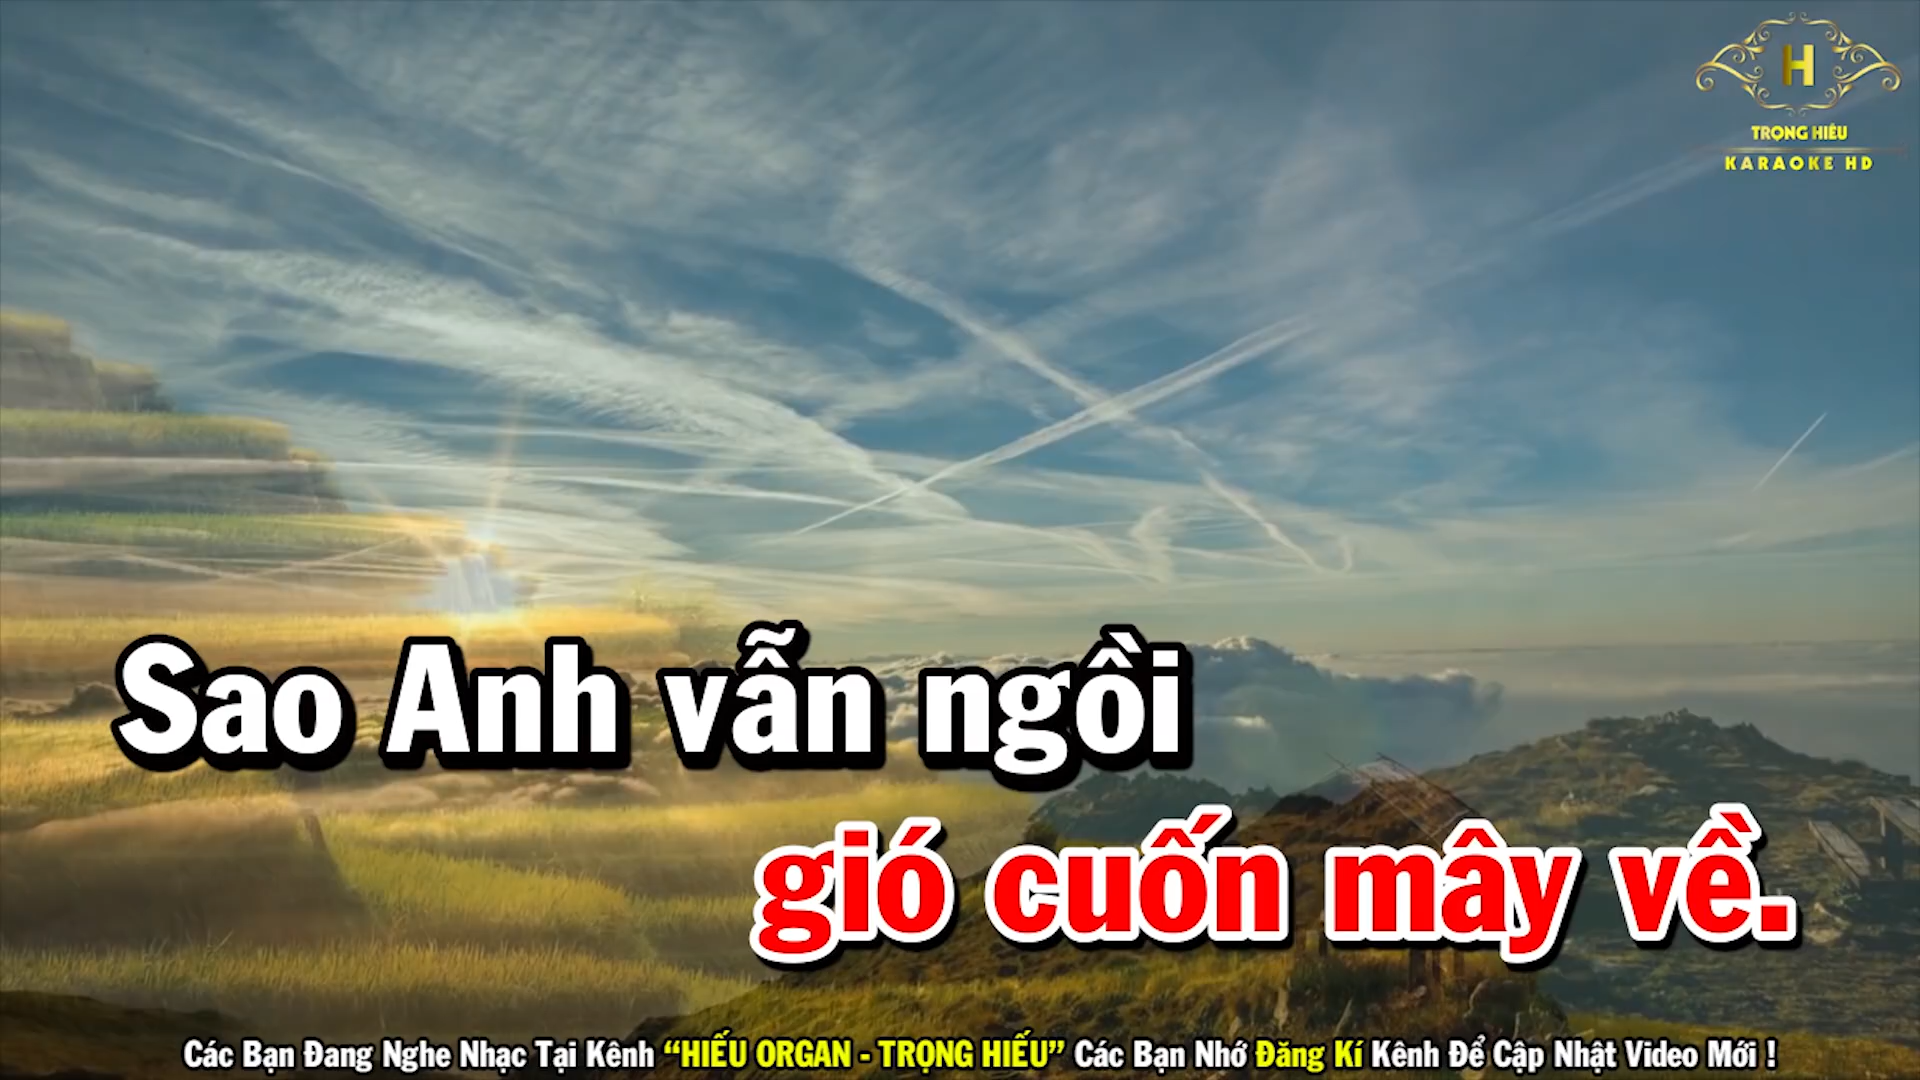 H
TRỌNG HIẾU
KARAOKE HD
Sao Anh vẫn ngồi
gió cuốn mây về.
Các Bạn Đang Nghe Nhạc Tại Kênh “HIẾU ORGAN - TRỌNG HIẾU” Các Bạn Nhớ Đăng Kí Kênh Để Cập Nhật Video Mới !